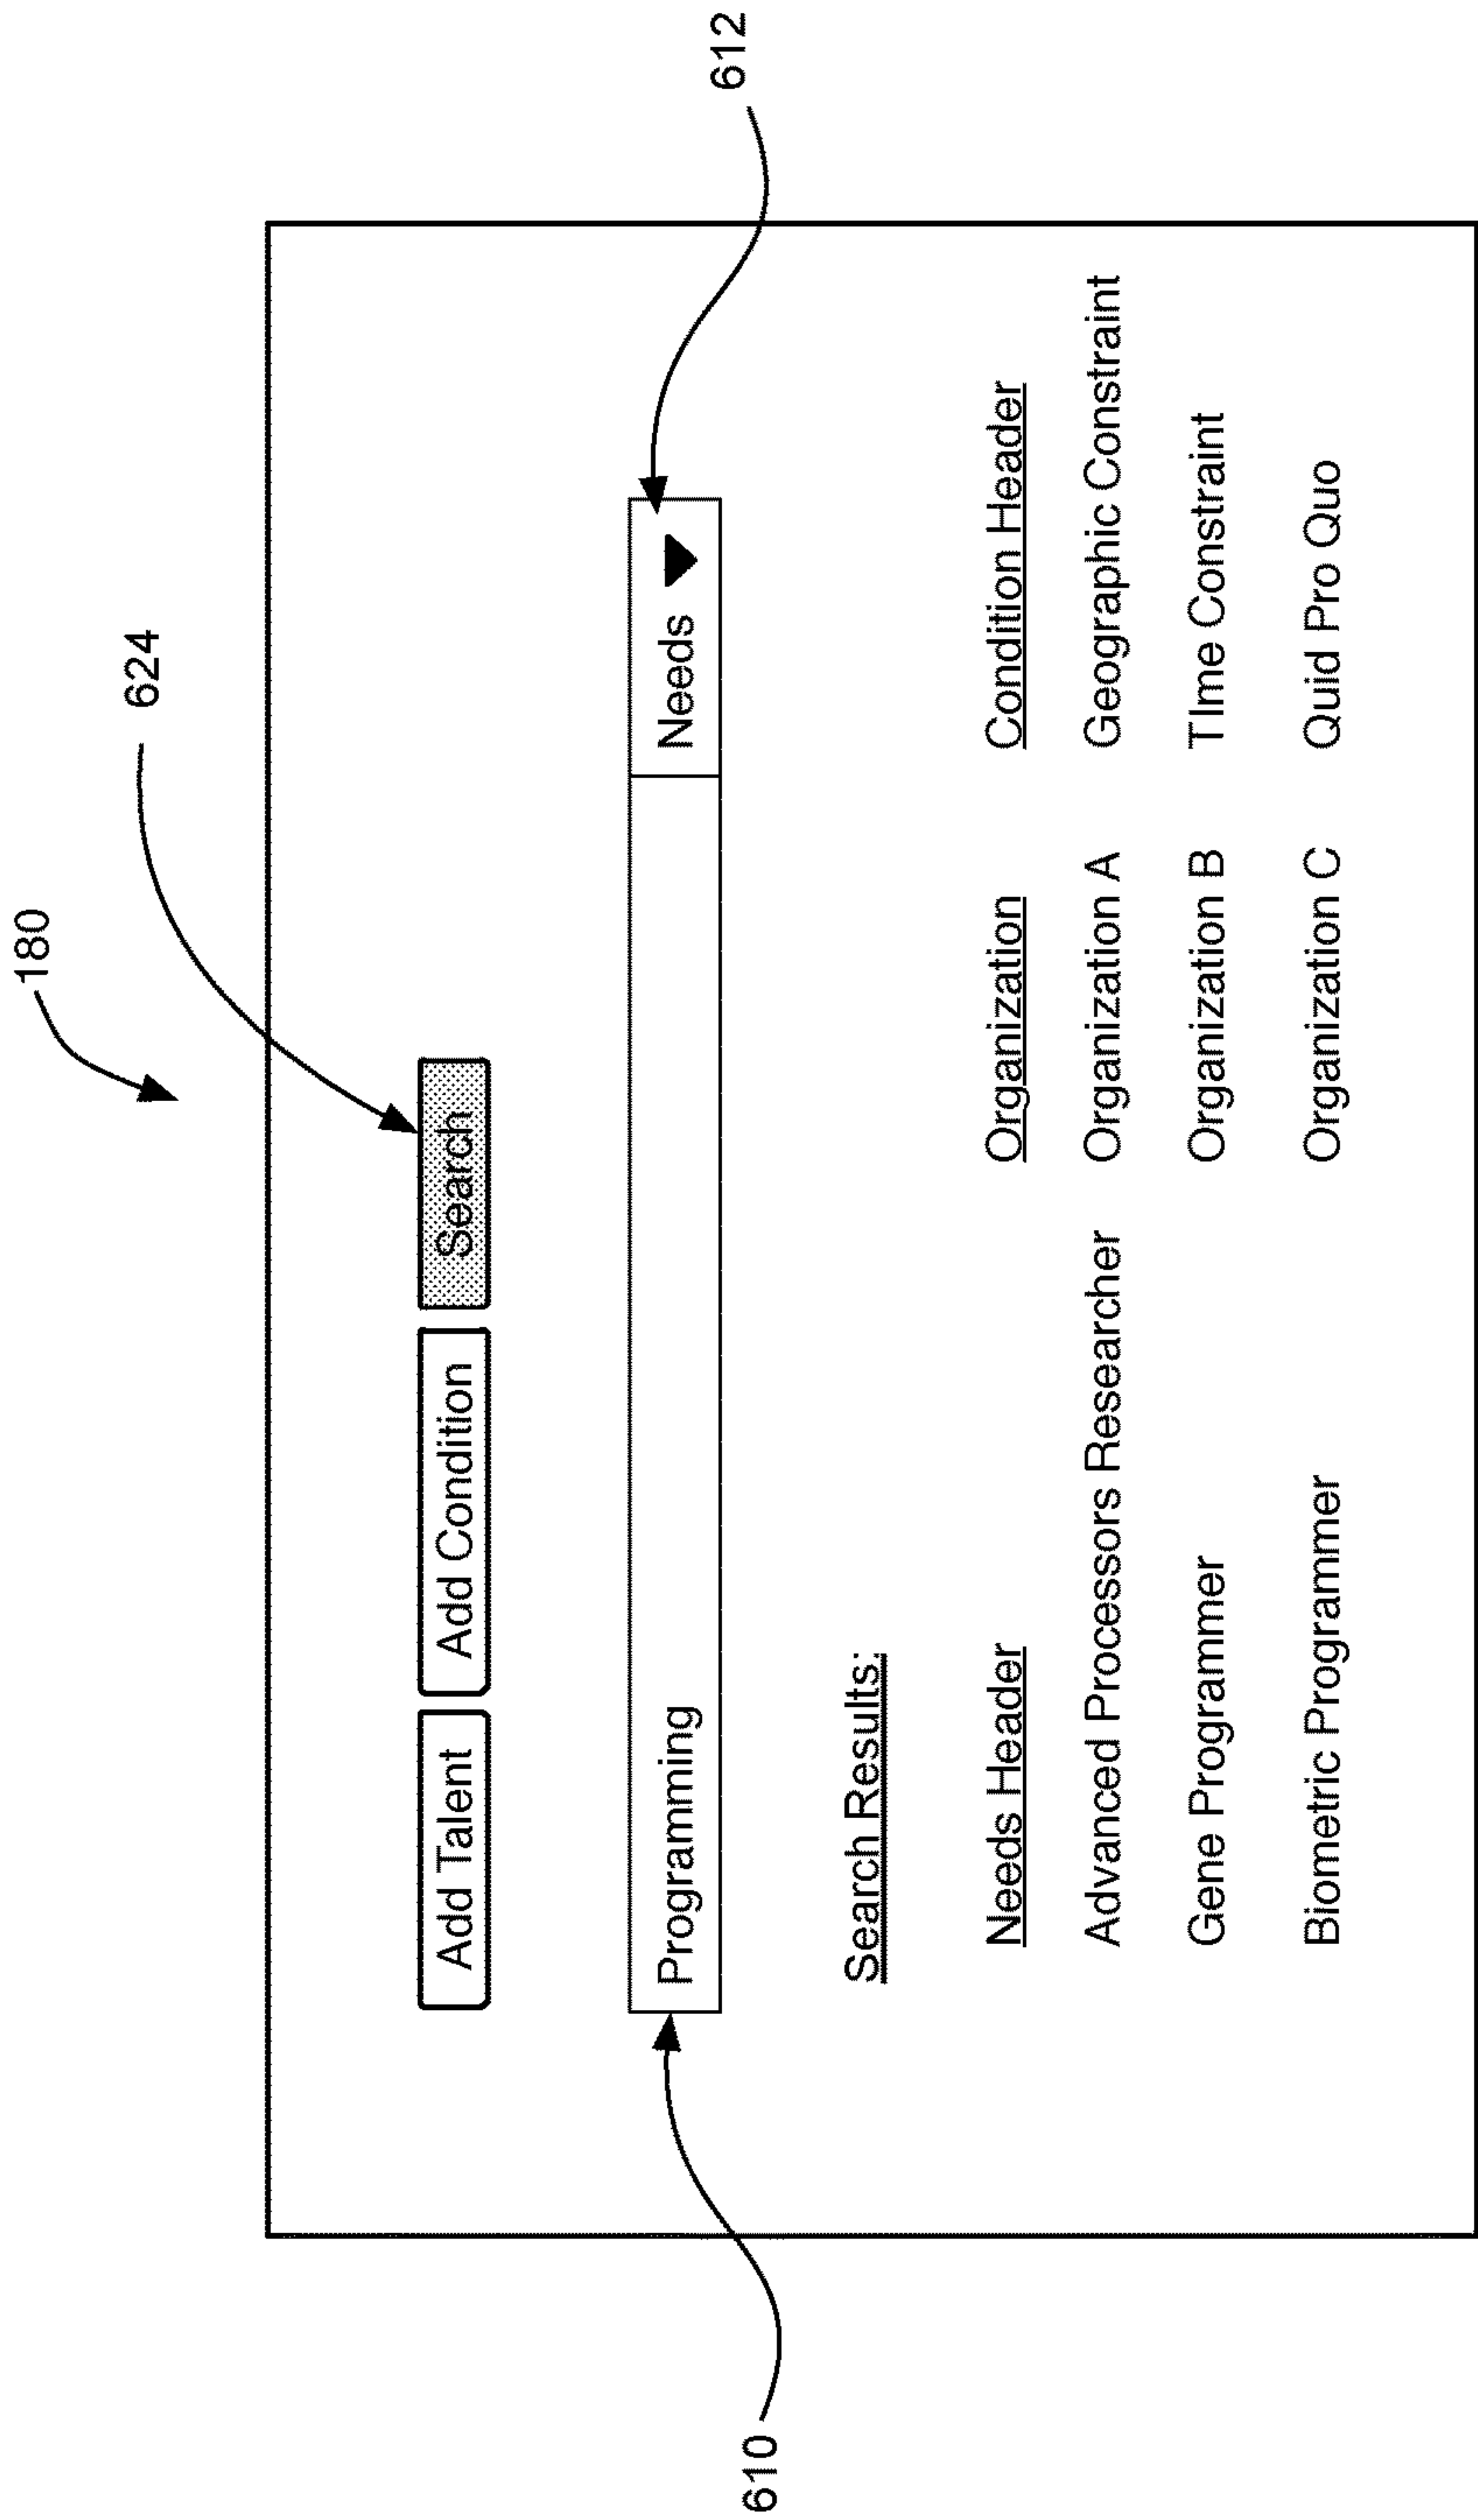 180
624
Add Talent Add Condition Search
612
Programming Needs
610
Search Results:
Needs Header Organization Condition Header
Advanced Processors Researcher Organization A Geographic Constraint
Gene Programmer Organization B TIme Constraint
Biometric Programmer Organization C Quid Pro Quo